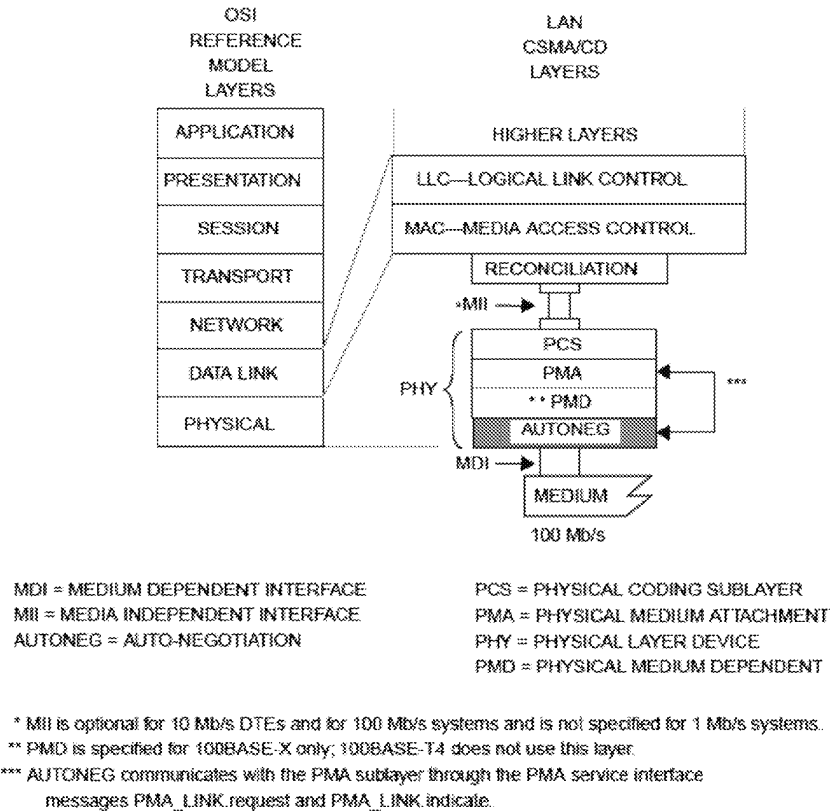 OSI
REFERENCE
MODEL
LAYERS
APPLICATION
PRESENTATION
SESSION
TRANSPORT
NETWORK
DATA LINK
PHYSICAL
LAN
CSMA/CD
LAYERS
HIGHER LAYERS
LLC—LOGICAL LINK CONTROL
MAC—MEDIA ACCESS CONTROL
RECONCILIATION
*MII
PHY
PCS
PMA
**PMD
AUTONEG
***
MDI
MEDIUM
100 Mb/s
MDI = MEDIUM DEPENDENT INTERFACE
MII = MEDIA INDEPENDENT INTERFACE
AUTONEG = AUTO-NEGOTIATION
PCS = PHYSICAL CODING SUBLAYER
PMA = PHYSICAL MEDIUM ATTACHMENT
PHY = PHYSICAL LAYER DEVICE
PMD = PHYSICAL MEDIUM DEPENDENT
* MII is optional for 10 Mb/s DTEs and for 100 Mb/s systems and is not specified for 1 Mb/s systems.
** PMD is specified for 100BASE-X only; 100BASE-T4 does not use this layer.
*** AUTONEG communicates with the PMA sublayer through the PMA service interface
messages PMA_LINK.request and PMA_LINK.indicate.